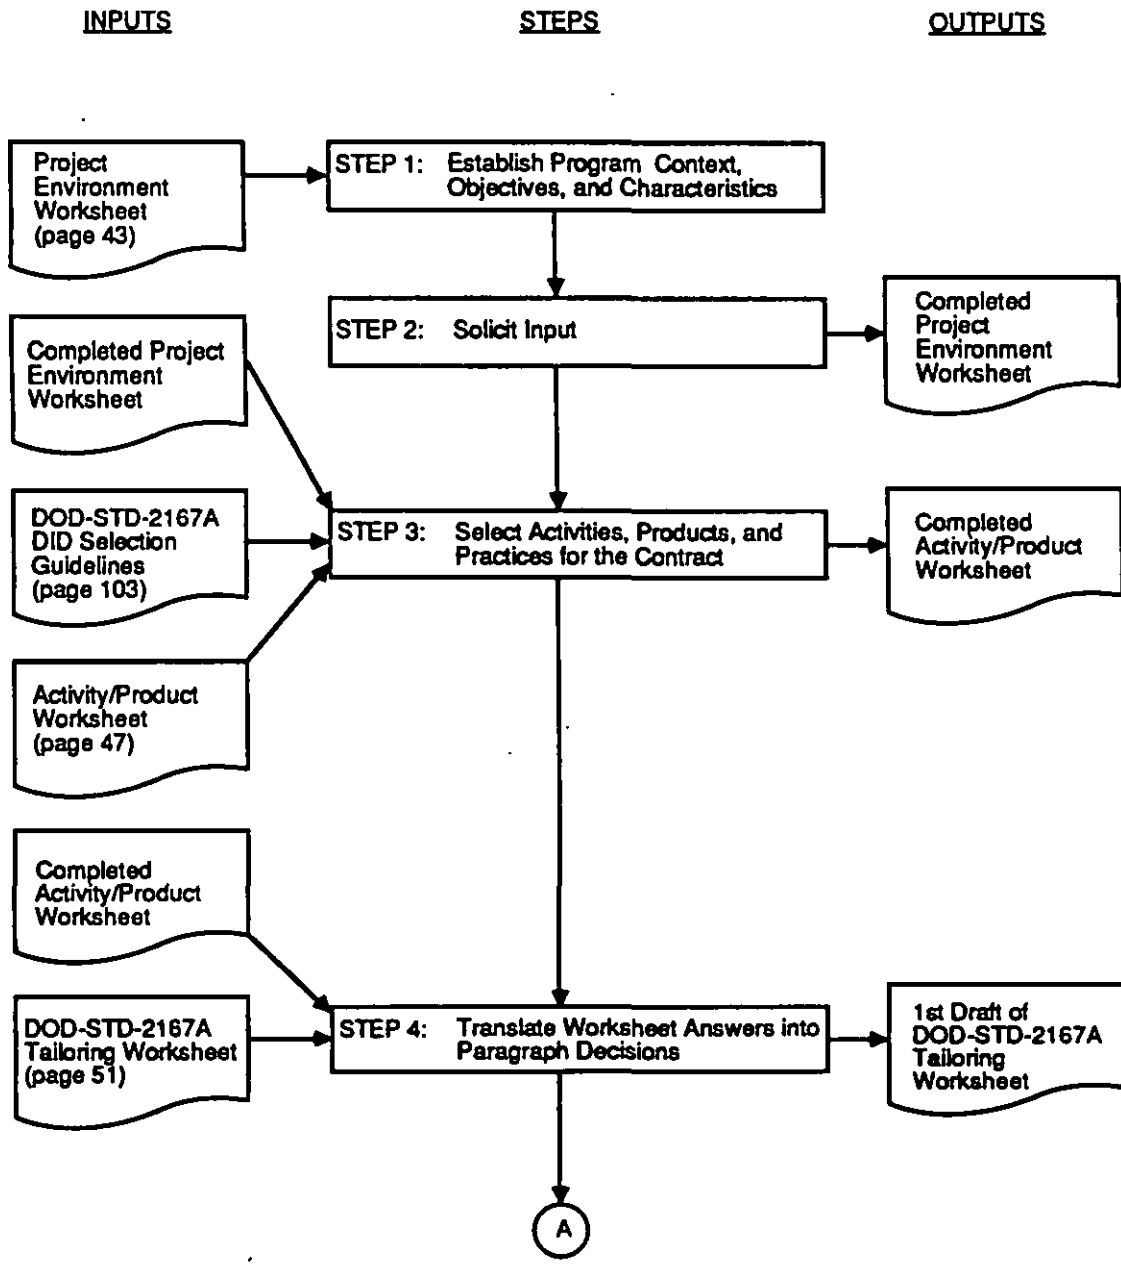 INPUTS
STEPS
OUTPUTS
Project
Environment
Worksheet
(page 43)
STEP 1: Establish Program Context,
Objectives, and Characteristics
STEP 2: Solicit Input
Completed
Project
Environment
Worksheet
Completed Project
Environment
Worksheet
DOD-STD-2167A
DID Selection
Guidelines
(page 103)
STEP 3: Select Activities, Products, and
Practices for the Contract
Completed
Activity/Product
Worksheet
Activity/Product
Worksheet
(page 47)
Completed
Activity/Product
Worksheet
DOD-STD-2167A
Tailoring Worksheet
(page 51)
STEP 4: Translate Worksheet Answers into
Paragraph Decisions
1st Draft of
DOD-STD-2167A
Tailoring
Worksheet
A